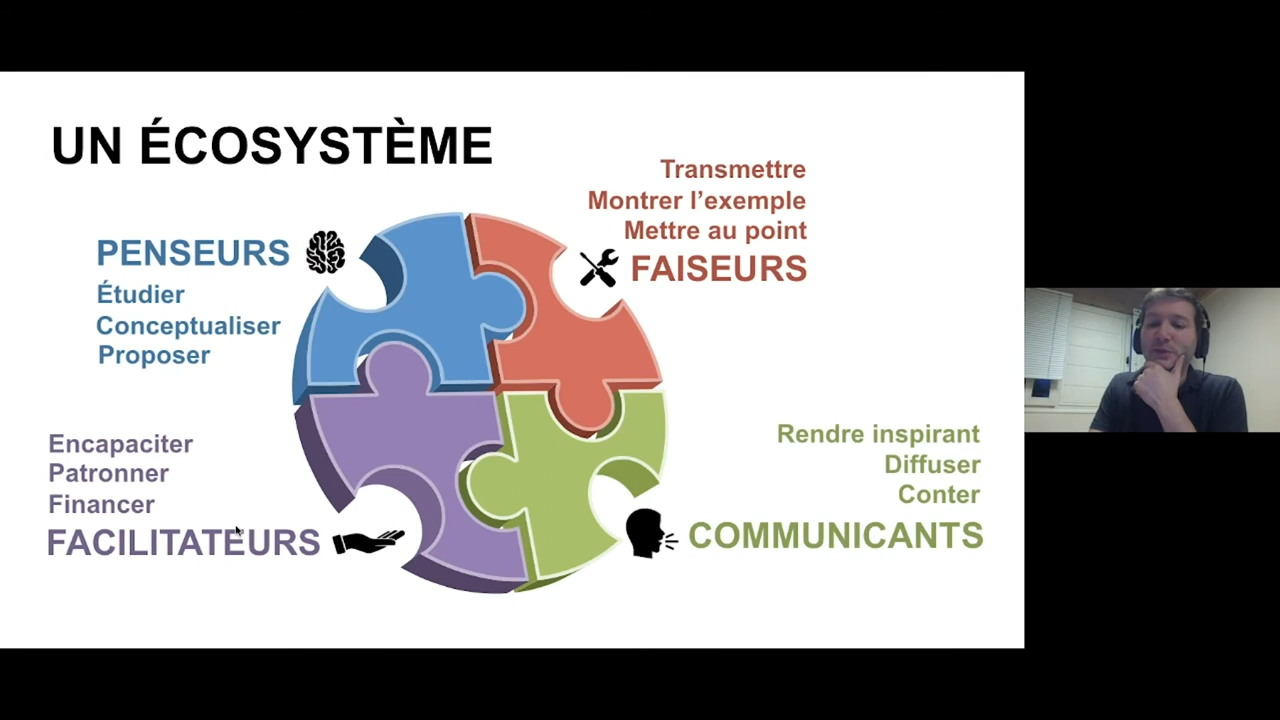 UN ÉCOSYSTÈME
PENSEURS
Étudier
Conceptualiser
Proposer
Transmettre
Montrer l’exemple
Mettre au point
FAISEURS
Encapaciter
Patronner
Financer
FACILITATEURS
Rendre inspirant
Diffuser
Conter
COMMUNICANTS